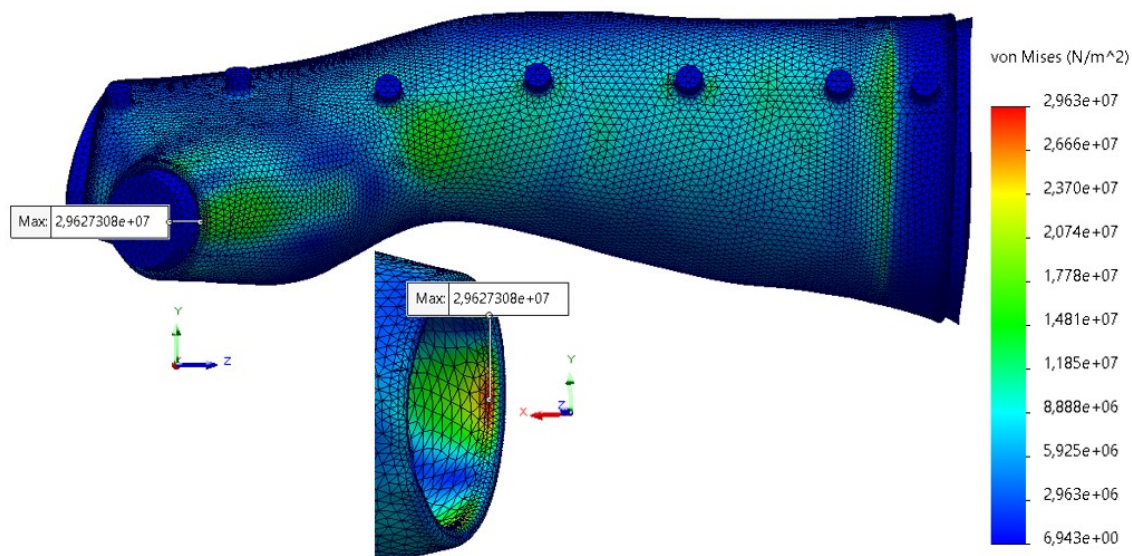 von Mises (N/m^2)
2,963e+07
2,666e+07
2,370e+07
2,074e+07
1,778e+07
1,481e+07
1,185e+07
8,888e+06
5,925e+06
2,963e+06
6,943e+00
Max: 2,9627308e+07
Max: 2,9627308e+07
Y
Z
Y
X
Z